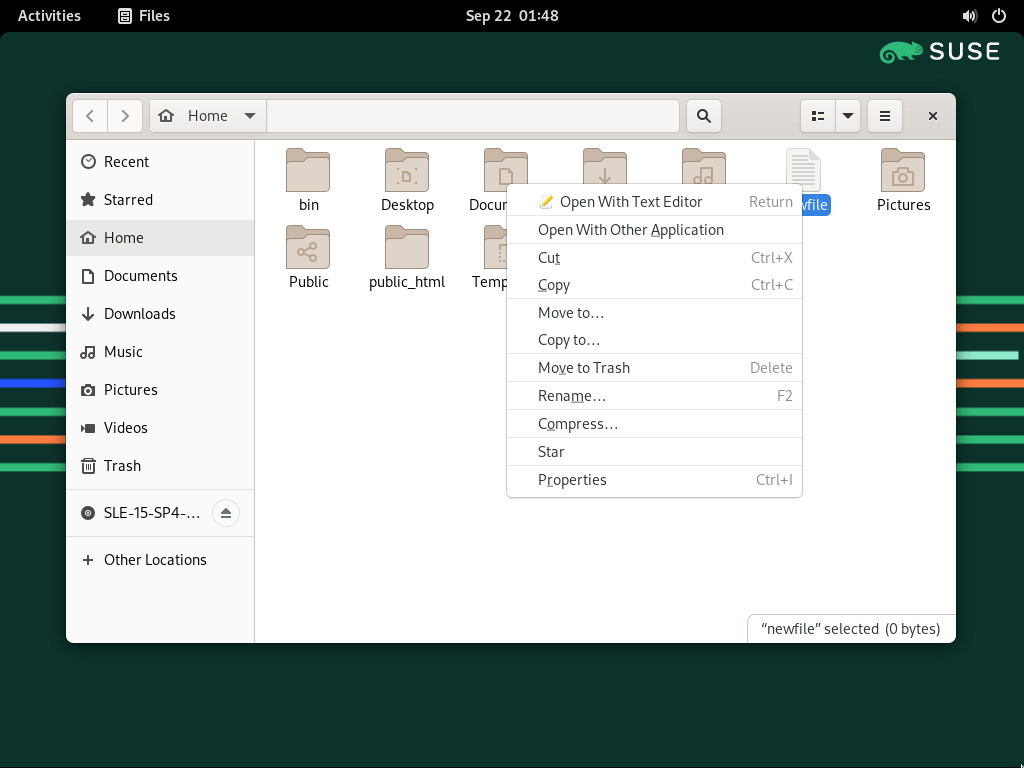 Activities Files Sep 22 01:48
SUSE
Home
Recent
Starred
Home
Documents
Downloads
Music
Pictures
Videos
Trash
SLE-15-SP4-...
Other Locations
bin Desktop Pictures
Public public_html
Open With Text Editor Return
Open With Other Application
Cut Ctrl+X
Copy Ctrl+C
Move to…
Copy to…
Move to Trash Delete
Rename… F2
Compress…
Star
Properties Ctrl+I
“newfile” selected (0 bytes)